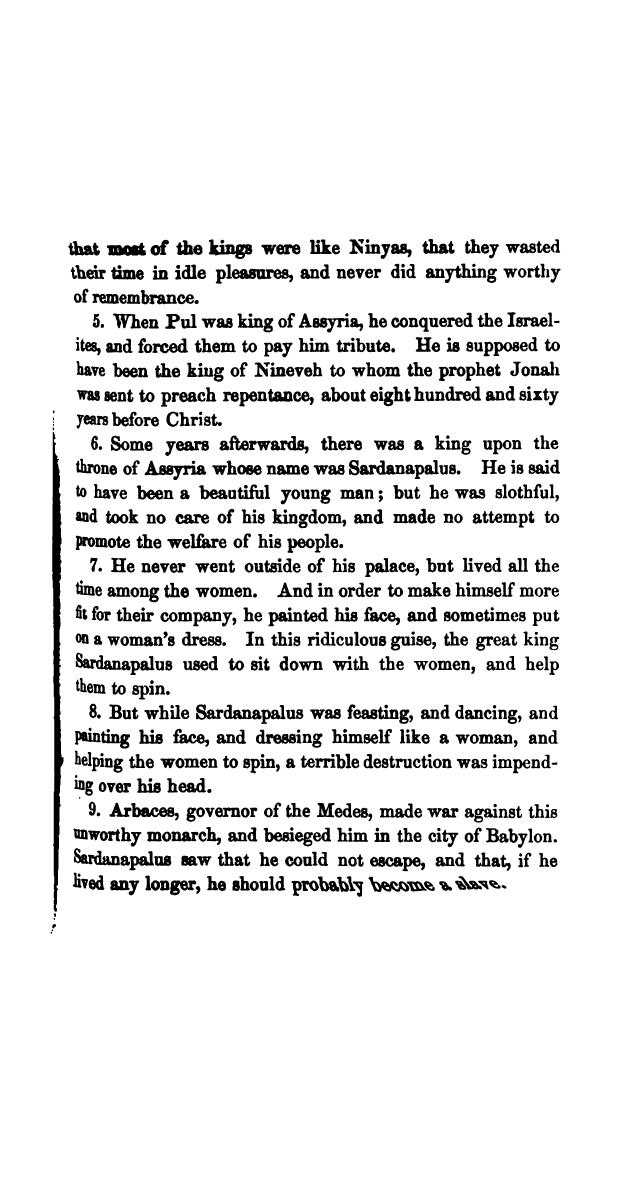 that most of the kings were like Ninyas, that they wasted
their time in idle pleasures, and never did anything worthy
of remembrance.
5. When Pul was king of Assyria, he conquered the Israel-
ites, and forced them to pay him tribute. He is supposed to
have been the king of Nineveh to whom the prophet Jonah
was sent to preach repentance, about eight hundred and sixty
years before Christ.
6. Some years afterwards, there was a king upon the
throne of Assyria whose name was Sardanapalus. He is said
to have been a beautiful young man; but he was slothful,
and took no care of his kingdom, and made no attempt to
promote the welfare of his people.
7. He never went outside of his palace, but lived all the
time among the women. And in order to make himself more
fit for their company, he painted his face, and sometimes put
on a woman's dress. In this ridiculous guise, the great king
Sardanapalus used to sit down with the women, and help
them to spin.
8. But while Sardanapalus was feasting, and dancing, and
painting his face, and dressing himself like a woman, and
helping the women to spin, a terrible destruction was impend-
ing over his head.
9. Arbaces, governor of the Medes, made war against this
unworthy monarch, and besieged him in the city of Babylon.
Sardanapalus saw that he could not escape, and that, if he
lived any longer, he should probably become a slave.